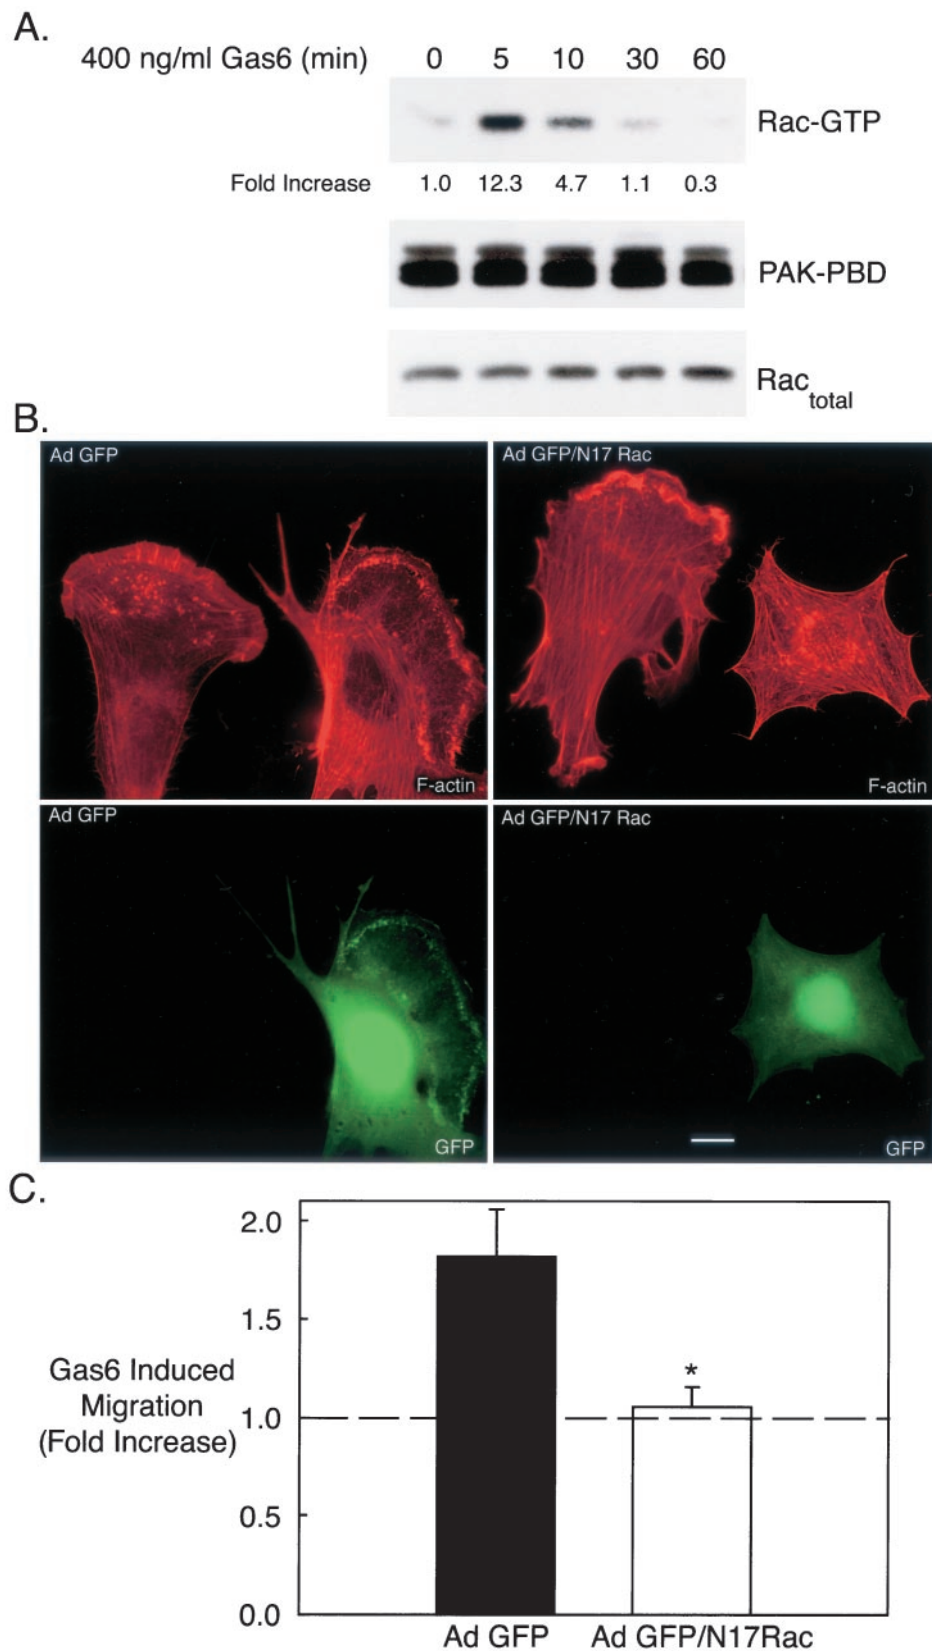 A.
400 ng/ml Gas6 (min) 0 5 10 30 60
Rac-GTP
Fold Increase 1.0 12.3 4.7 1.1 0.3
PAK-PBD
Rac total
B.
Ad GFP
F-actin
Ad GFP/N17 Rac
F-actin
Ad GFP
GFP
Ad GFP/N17 Rac
GFP
C.
2.0
1.5
1.0
0.5
0.0
Gas6 Induced
Migration
(Fold Increase)
*
Ad GFP
Ad GFP/N17Rac